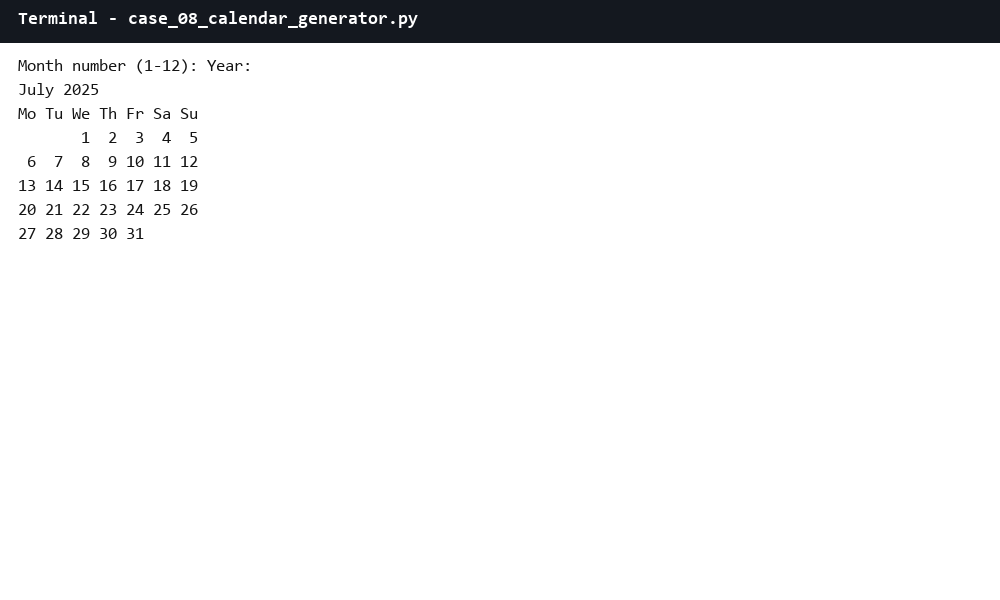 Terminal - case_08_calendar_generator.py
Month number (1-12): Year:
July 2025
Mo Tu We Th Fr Sa Su
       1  2  3  4  5
 6  7  8  9 10 11 12
13 14 15 16 17 18 19
20 21 22 23 24 25 26
27 28 29 30 31